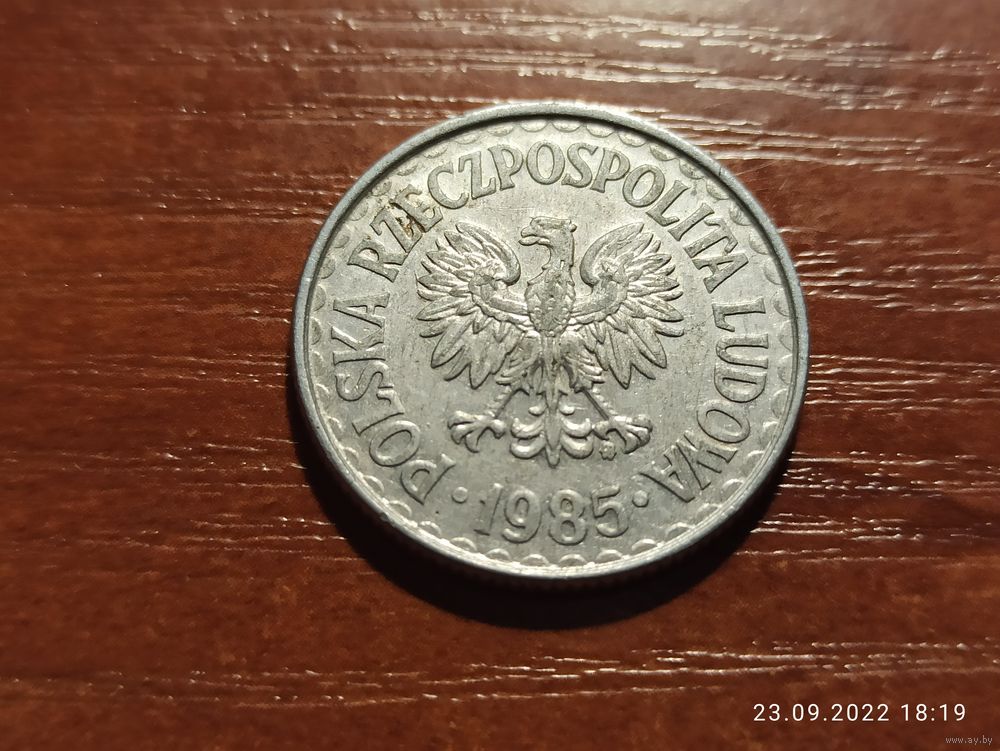 POLSKA RZECZPOSPOLITA LUDOWA
· 1985 ·
23.09.2022 18:19
www.ay.by